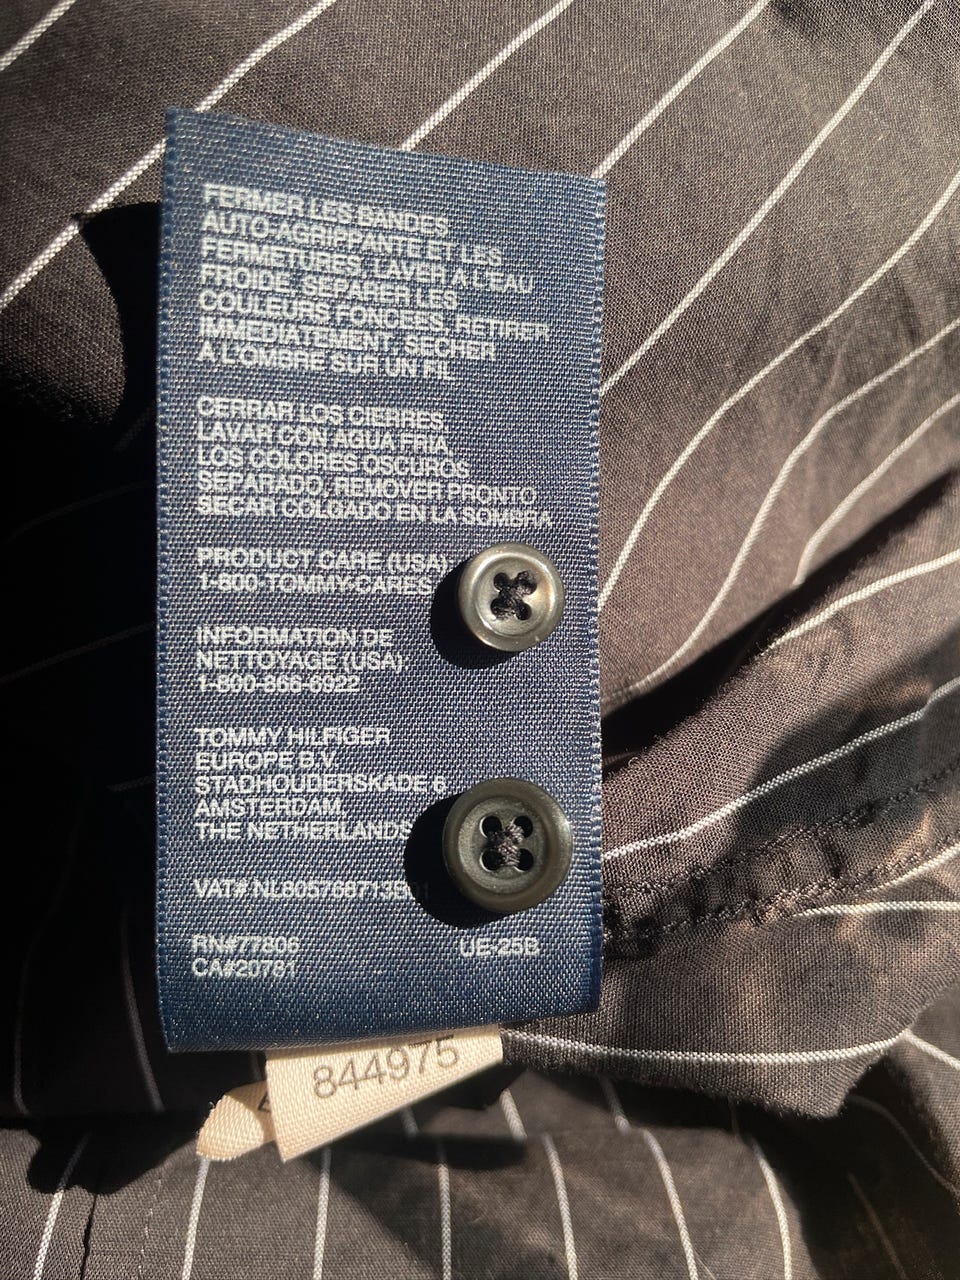 FERMER LES BANDES
AUTO-AGRIPPANTE ET LES
FERMETURES, LAVER A L'EAU
FROIDE, SEPARER LES
COULEURS FONCEES, RETIRER
IMMEDIATEMENT, SECHER
A L'OMBRE SUR UN FIL
CERRAR LOS CIERRES
LAVAR CON AGUA FRIA
LOS COLORES OSCUROS
SEPARADO, REMOVER PRONTO
SECAR COLGADO EN LA SOMBRA
PRODUCT CARE (USA):
1-800 TOMMY-CARES
INFORMATION DE
NETTOYAGE (USA):
1-800-866-6922
TOMMY HILFIGER
EUROPE B.V.
STADHOUDERSKADE 6
AMSTERDAM
THE NETHERLANDS
VAT# NL805768713B01
RN#77806 UE-25B
CA#20781
844975